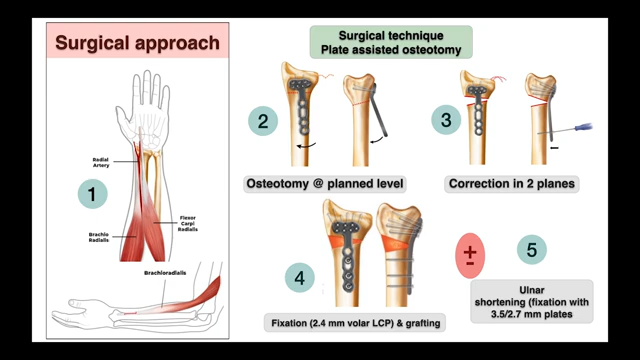 Surgical approach
Radial
Artery
1
Flexor
Carpi
Radialis
Brachio
Radialis
Brachioradialis
Surgical technique
Plate assisted osteotomy
2
3
Osteotomy @ planned level
Correction in 2 planes
4
±
5
Ulnar
shortening (fixation with
3.5/2.7 mm plates
Fixation (2.4 mm volar LCP) & grafting